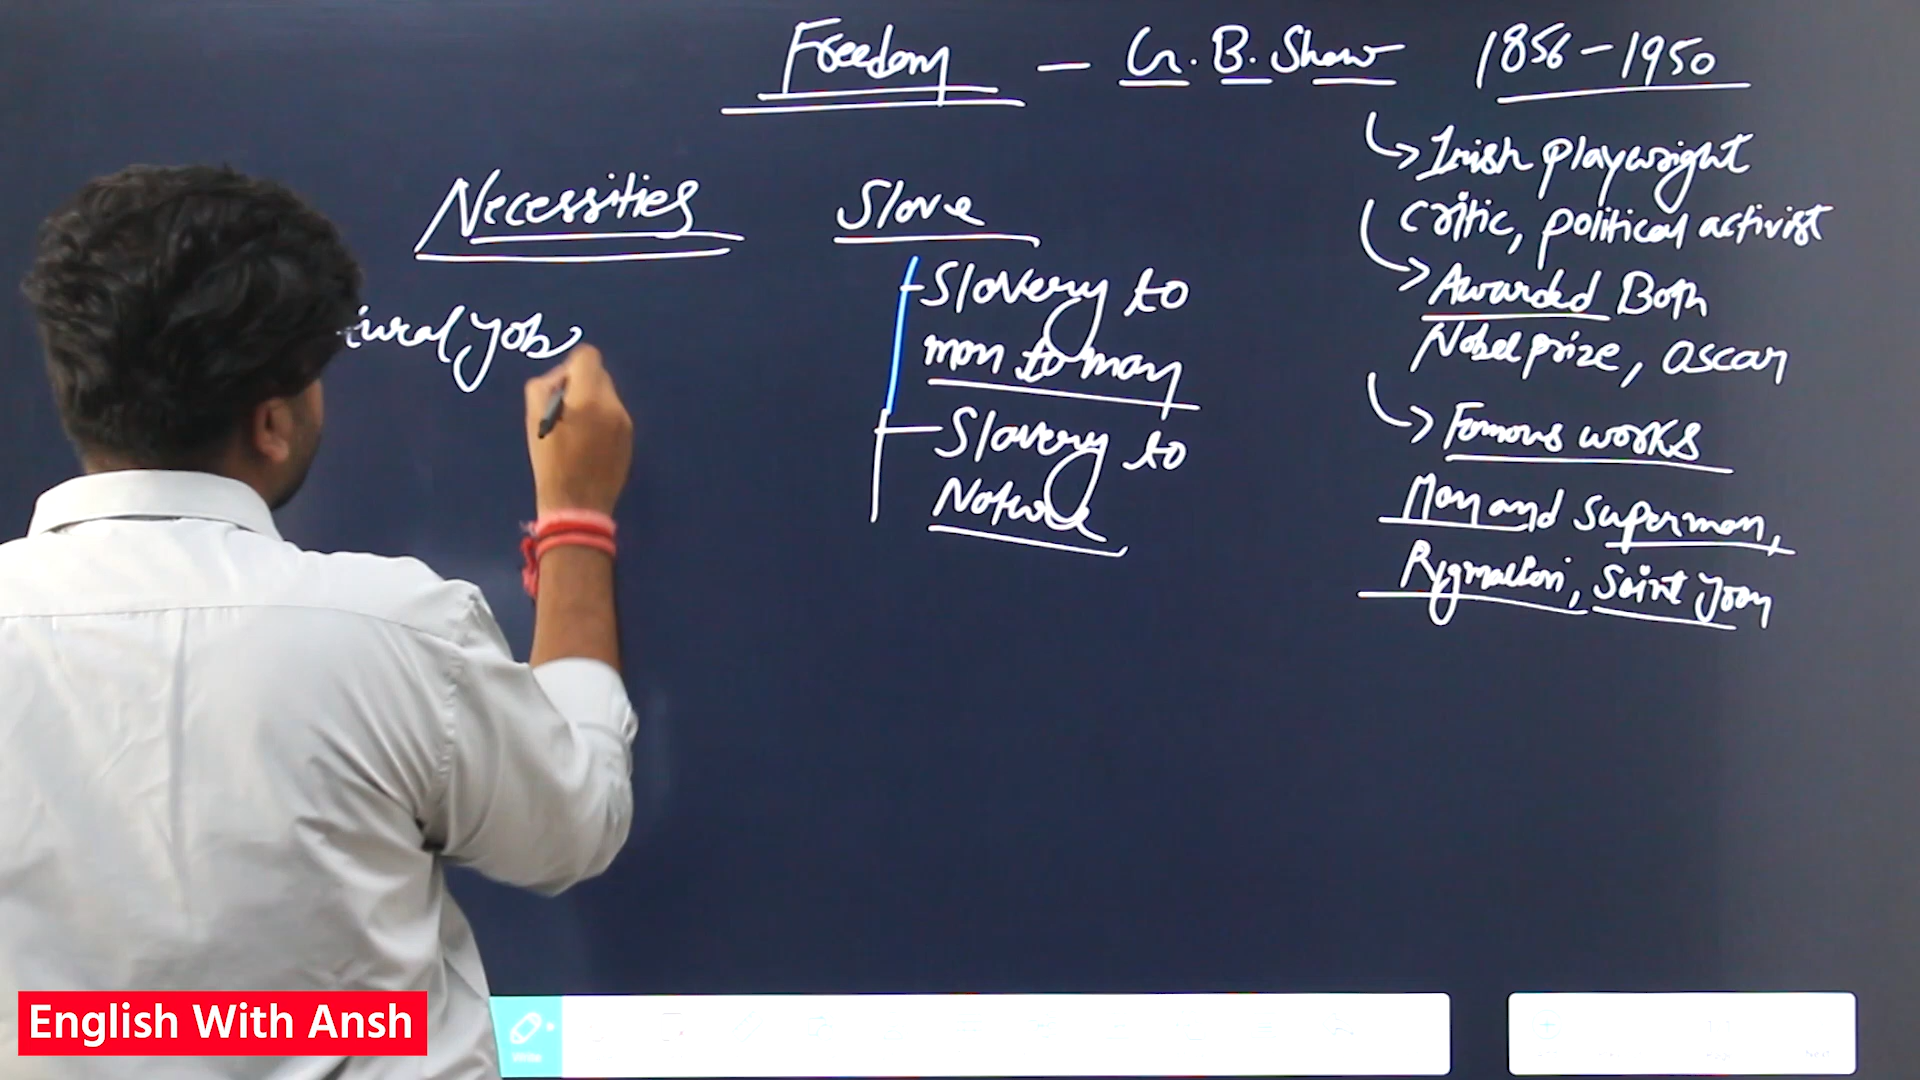 Freedom - G. B. Shaw 1856-1950
Necessities
tural Jobs
Slave
Slavery to
man to man
Slavery to
Nature
Irish playwright
critic, political activist
Awarded Both
Nobel prize, oscar
Famous works
Man and Superman,
Pygmalion, Saint Joan
English With Ansh
Write